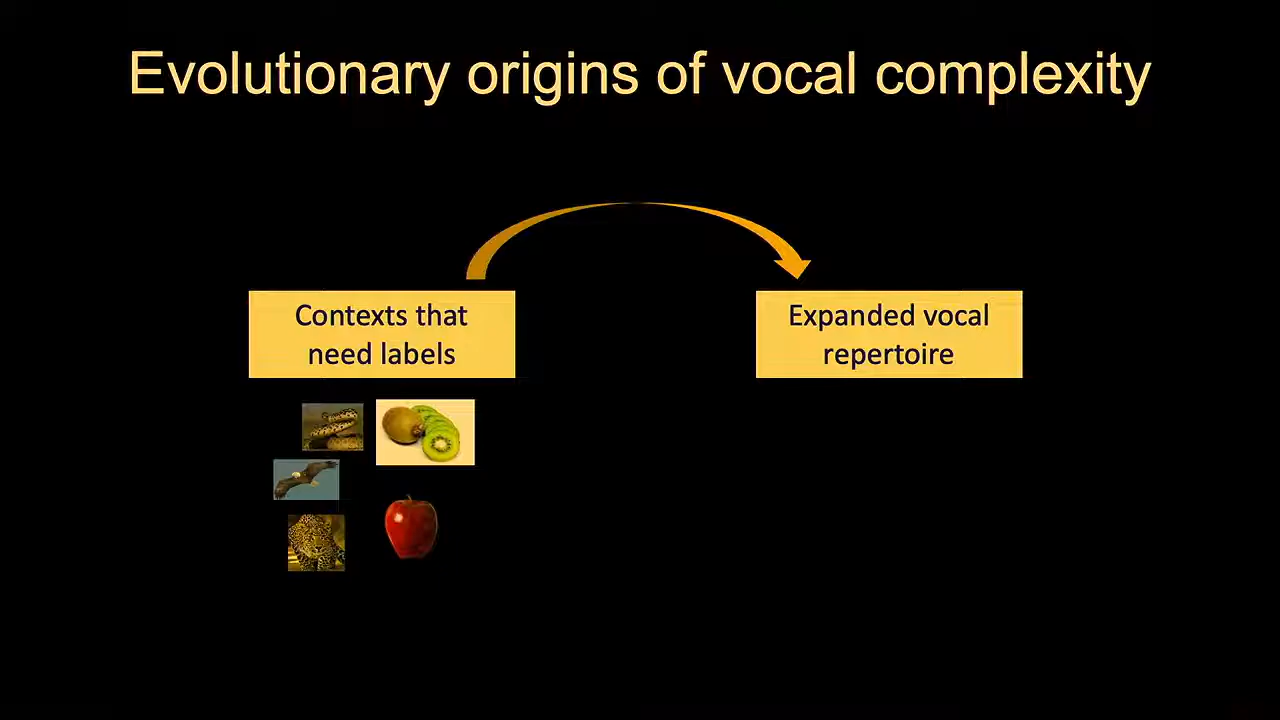 Evolutionary origins of vocal complexity
Contexts that
need labels
Expanded vocal
repertoire